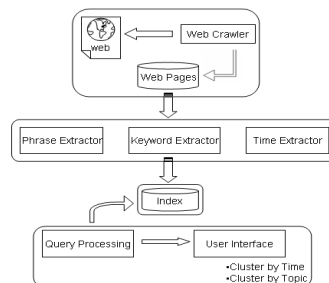 Web Crawler
web
Web Pages
Phrase Extractor
Keyword Extractor
Time Extractor
Index
Query Processing
User Interface
▪Cluster by Time
▪Cluster by Topic